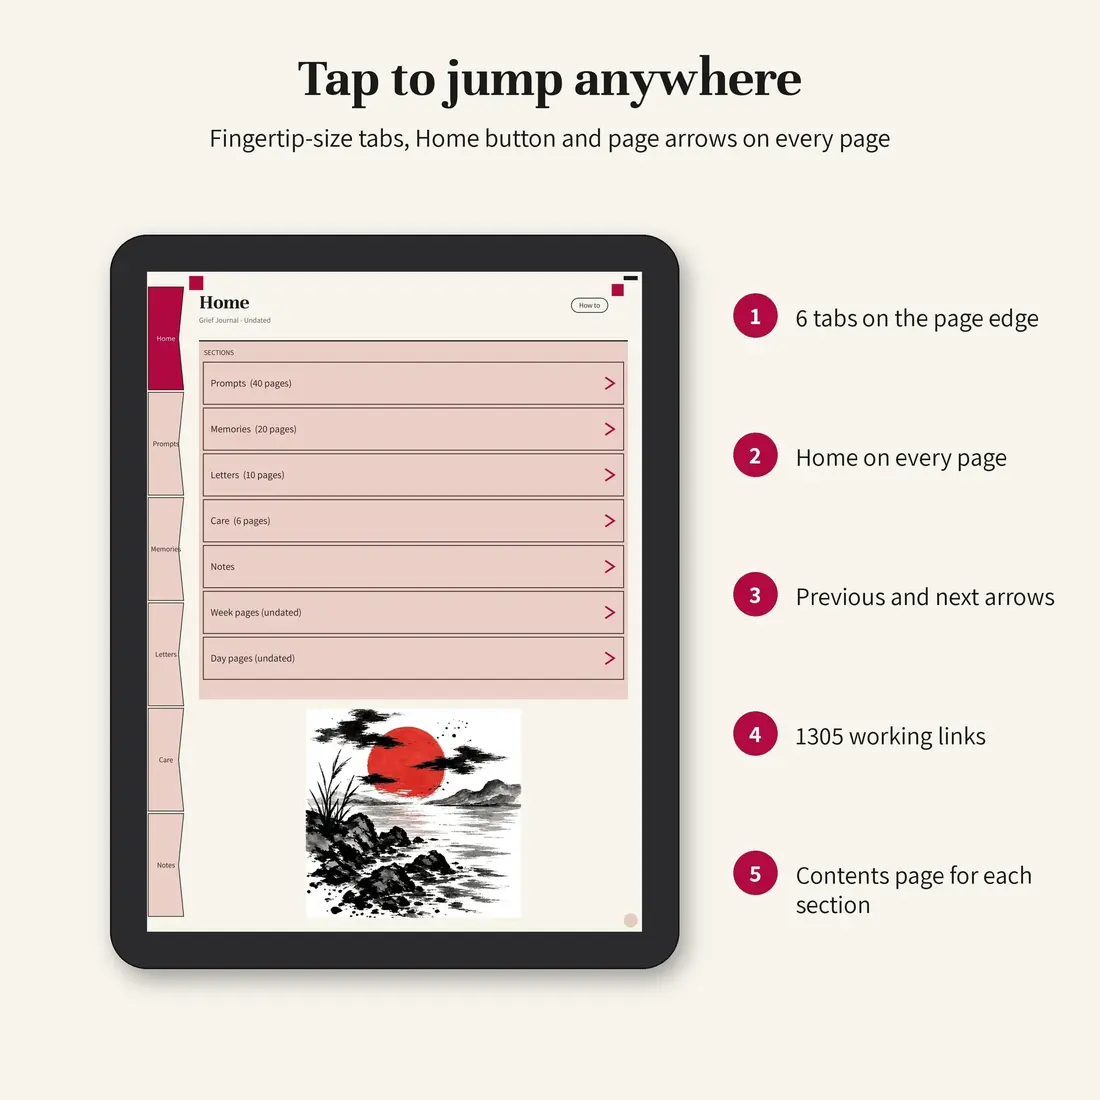 Tap to jump anywhere
Fingertip-size tabs, Home button and page arrows on every page
Home
Grief Journal - Undated
How to
SECTIONS
Prompts (40 pages)
Memories (20 pages)
Letters (10 pages)
Care (6 pages)
Notes
Week pages (undated)
Day pages (undated)
Home
Prompts
Memories
Letters
Care
Notes
1 6 tabs on the page edge
2 Home on every page
3 Previous and next arrows
4 1305 working links
5 Contents page for each
section